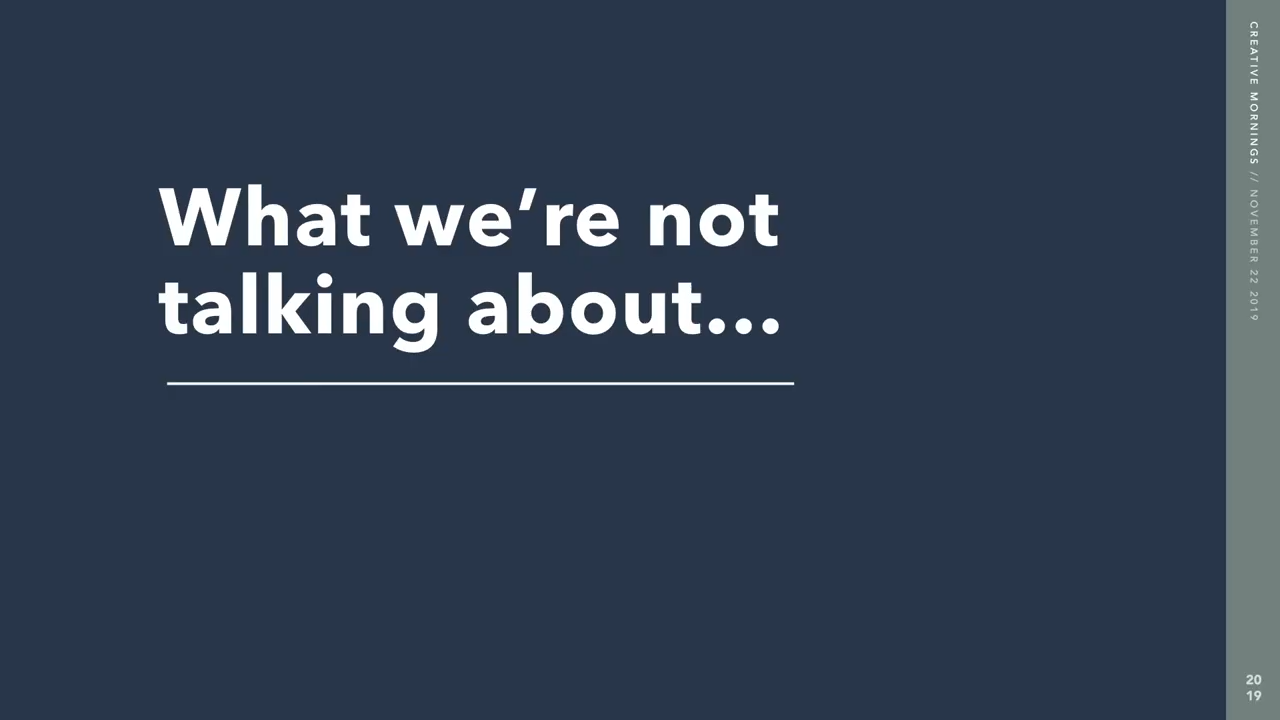 What we’re not
talking about...
CREATIVE MORNINGS // NOVEMBER 22 2019
20
19